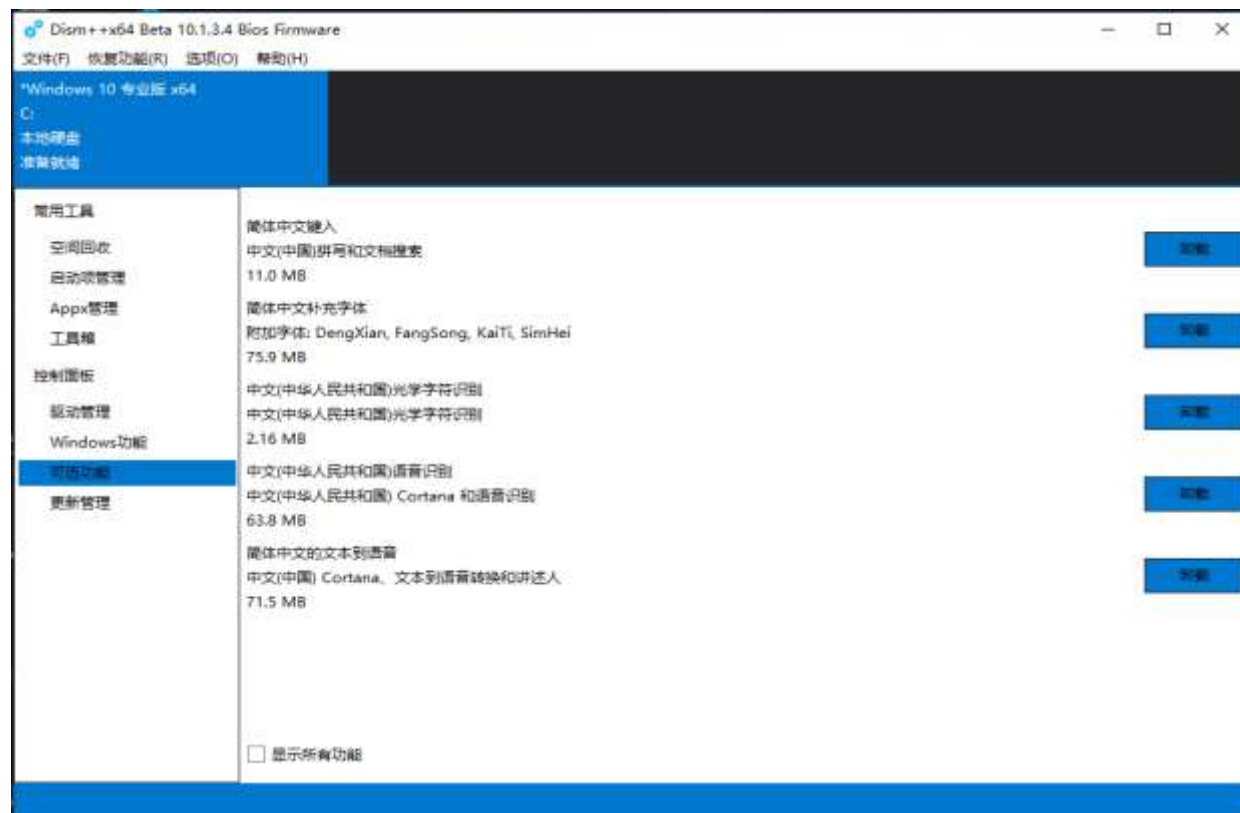 Dism++x64 Beta 10.1.3.4 Bios Firmware
文件(F) 恢复功能(R) 选项(O) 帮助(H)
*Windows 10 专业版 x64
C:
本地硬盘
准备就绪
常用工具
空间回收
启动项管理
Appx管理
工具箱
控制面板
驱动管理
Windows功能
可选功能
更新管理
简体中文键入
中文(中国)拼写和文档搜索
11.0 MB
卸载
简体中文补充字体
附加字体: DengXian, FangSong, KaiTi, SimHei
75.9 MB
卸载
中文(中华人民共和国)光学字符识别
中文(中华人民共和国)光学字符识别
2.16 MB
卸载
中文(中华人民共和国)语音识别
中文(中华人民共和国) Cortana 和语音识别
63.8 MB
卸载
简体中文的文本到语音
中文(中国) Cortana、文本到语音转换和讲述人
71.5 MB
卸载
显示所有功能